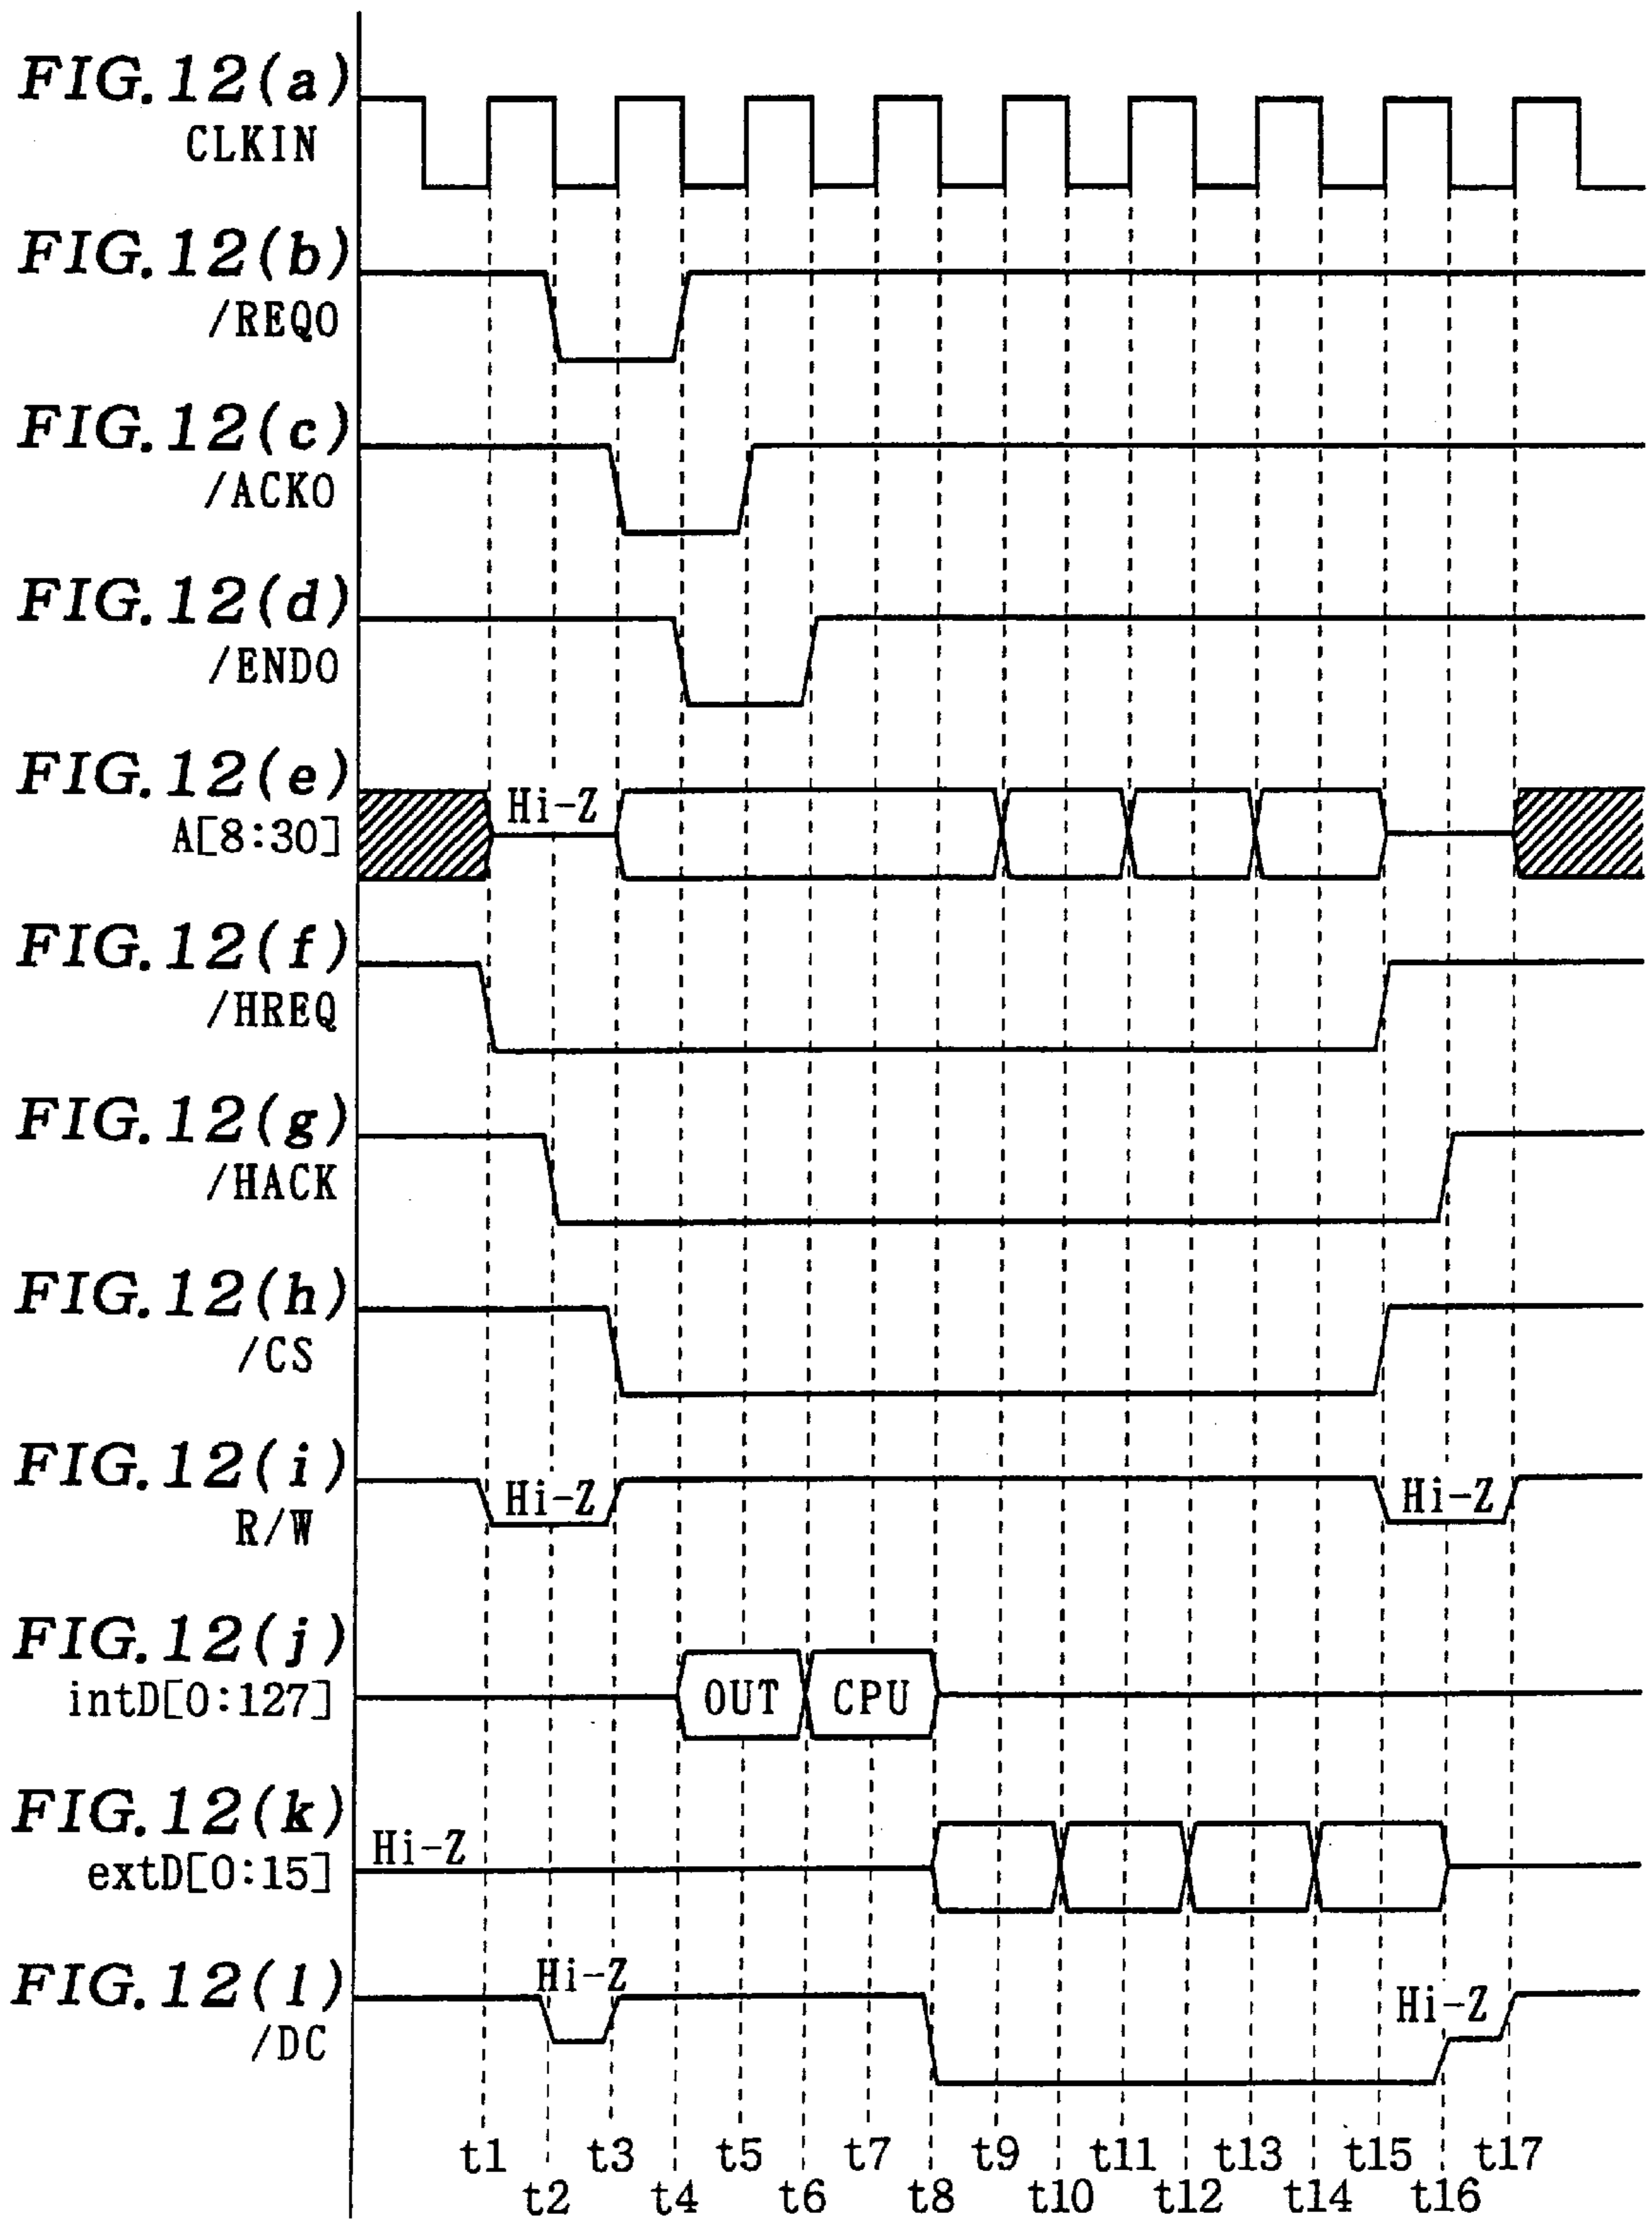 FIG.12(a)
CLKIN
FIG.12(b)
/REQ0
FIG.12(c)
/ACK0
FIG.12(d)
/END0
FIG.12(e)
A[8:30]
Hi-Z
FIG.12(f)
/HREQ
FIG.12(g)
/HACK
FIG.12(h)
/CS
FIG.12(i)
R/W
Hi-Z
Hi-Z
FIG.12(j)
intD[0:127]
OUT
CPU
FIG.12(k)
extD[0:15]
Hi-Z
FIG.12(l)
/DC
Hi-Z
Hi-Z
t1 t3 t5 t7 t9 t11 t13 t15 t17
t2 t4 t6 t8 t10 t12 t14 t16